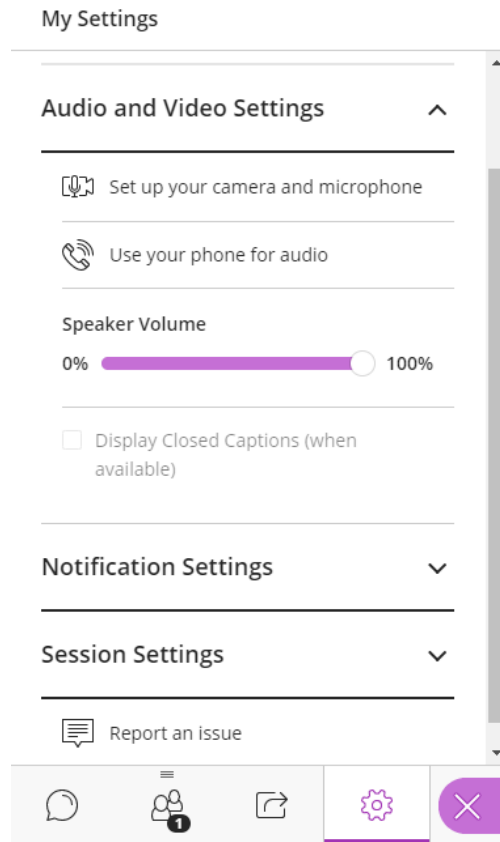 My Settings
Audio and Video Settings
Set up your camera and microphone
Use your phone for audio
Speaker Volume
0% 100%
Display Closed Captions (when
available)
Notification Settings
Session Settings
Report an issue
1